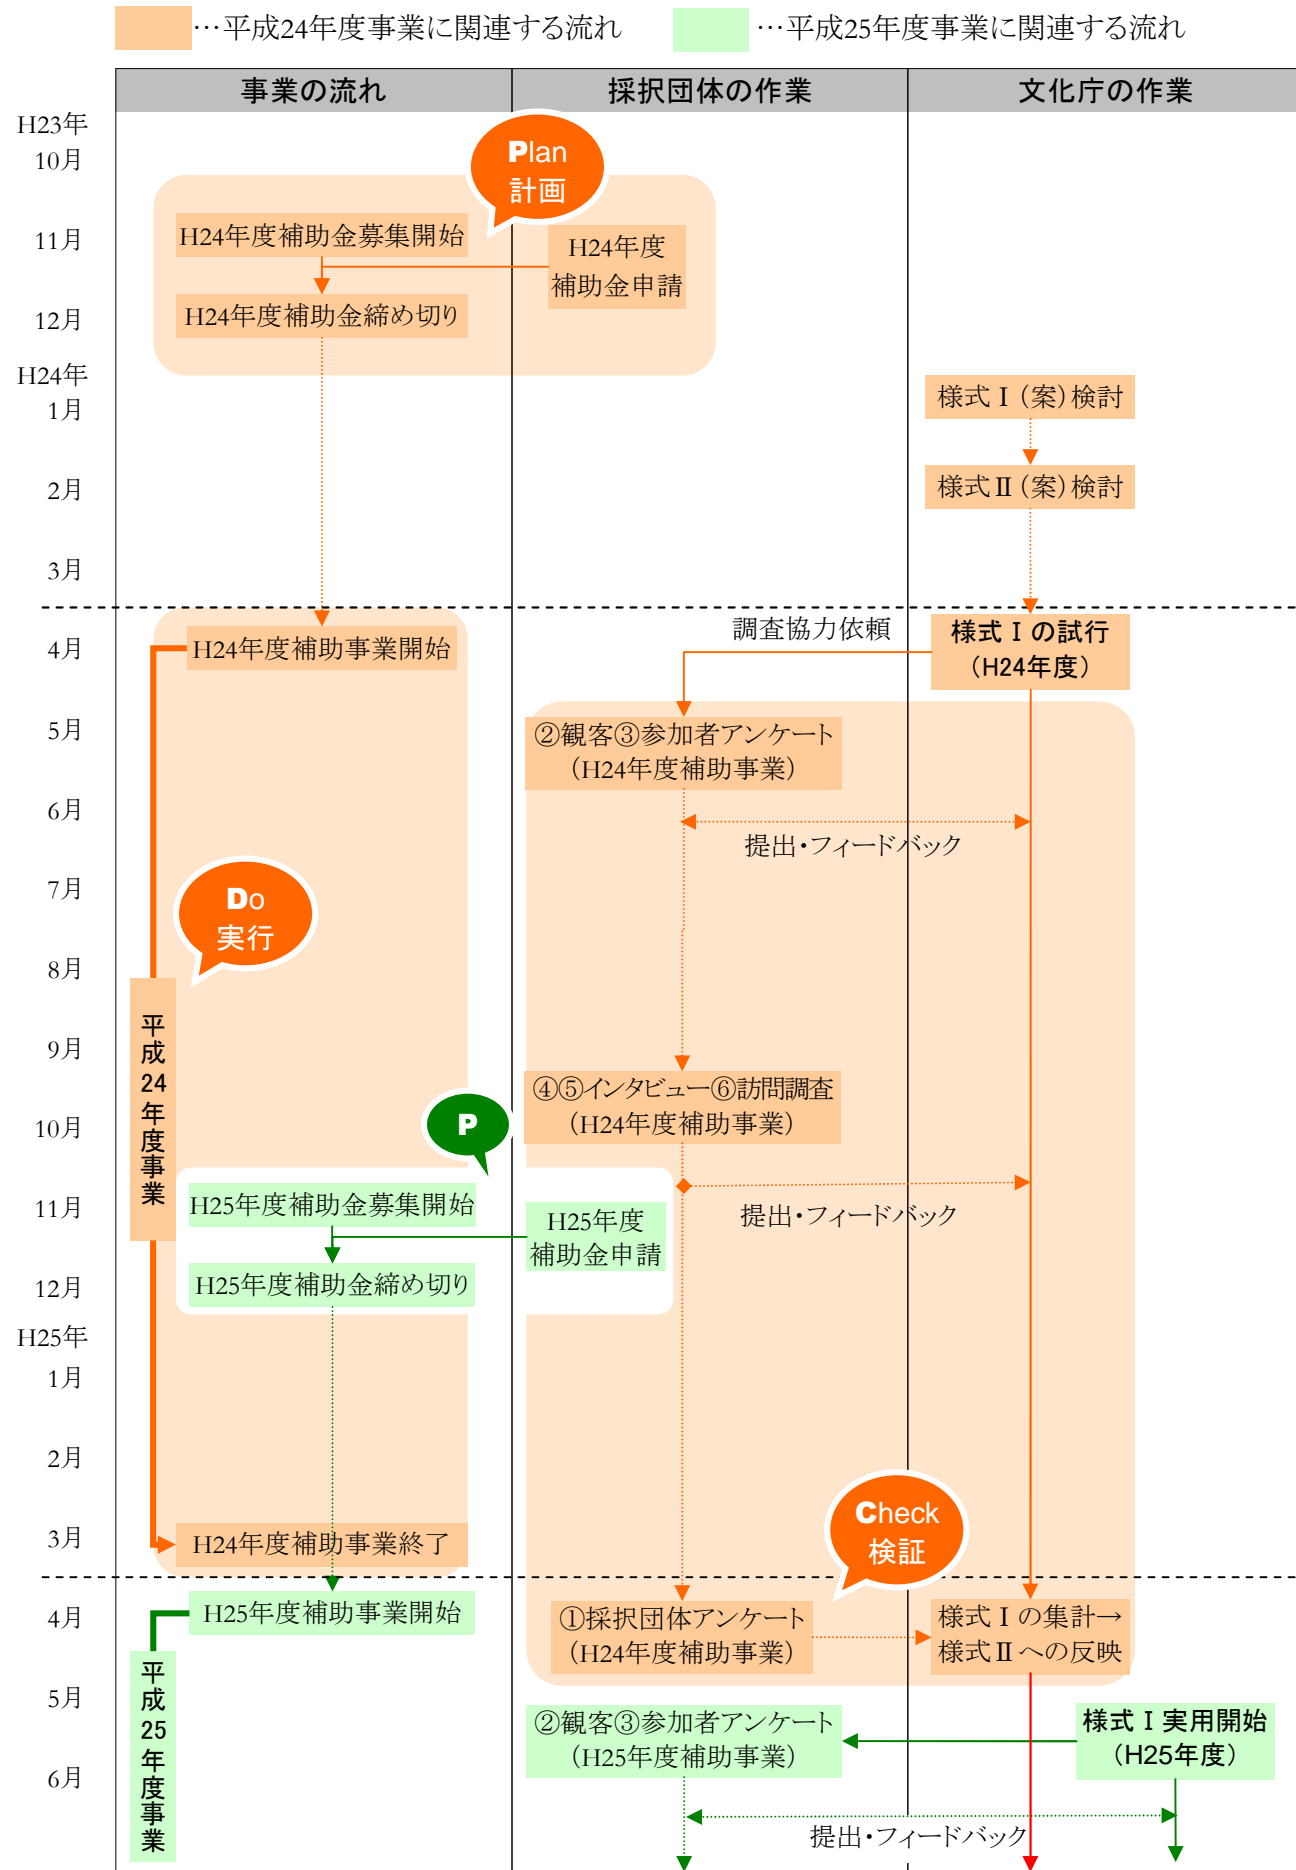 …平成24年度事業に関連する流れ
…平成25年度事業に関連する流れ
事業の流れ
採択団体の作業
文化庁の作業
H23年
10月
Plan
計画
11月
H24年度補助金募集開始
H24年度
補助金申請
12月
H24年度補助金締め切り
H24年
1月
様式Ⅰ(案)検討
2月
様式Ⅱ(案)検討
3月
4月
H24年度補助事業開始
調査協力依頼
様式Ⅰの試行
(H24年度)
5月
②観客③参加者アンケート
(H24年度補助事業)
6月
提出・フィードバック
7月
Do
実行
8月
平成24年度事業
9月
④⑤インタビュー⑥訪問調査
(H24年度補助事業)
10月
P
11月
H25年度補助金募集開始
H25年度
補助金申請
提出・フィードバック
12月
H25年度補助金締め切り
H25年
1月
2月
Check
検証
3月
H24年度補助事業終了
4月
H25年度補助事業開始
①採択団体アンケート
(H24年度補助事業)
様式Ⅰの集計→
様式Ⅱへの反映
平成25年度事業
5月
②観客③参加者アンケート
(H25年度補助事業)
様式Ⅰ実用開始
(H25年度)
6月
提出・フィードバック